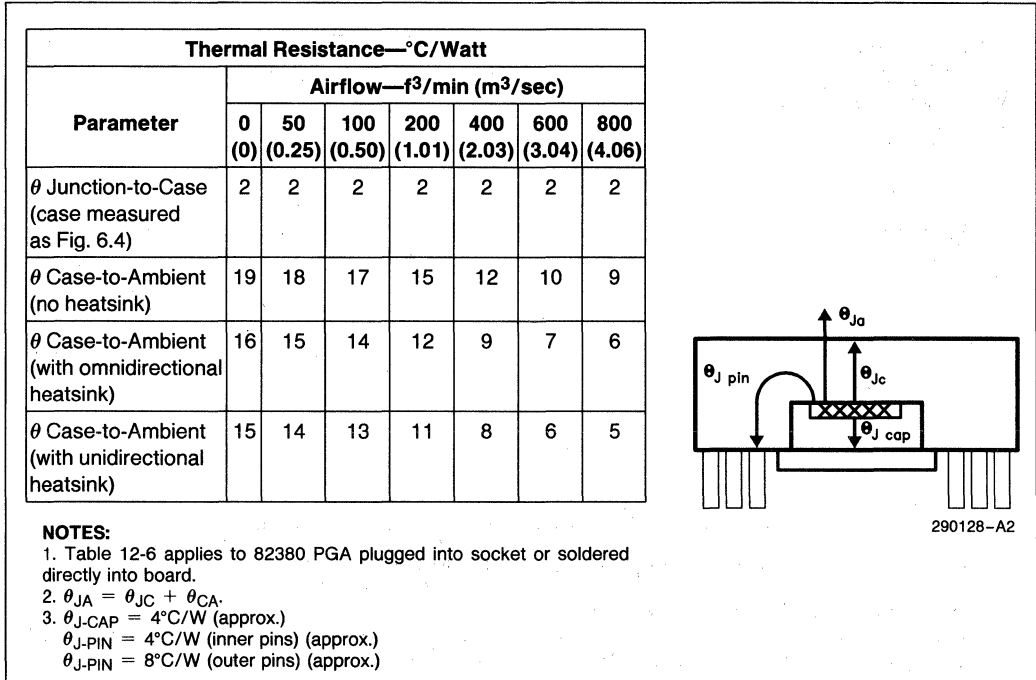 Thermal Resistance—°C/Watt
Parameter
Airflow—f³/min (m³/sec)
0 50 100 200 400 600 800
(0) (0.25) (0.50) (1.01) (2.03) (3.04) (4.06)
θ Junction-to-Case 2 2 2 2 2 2 2
(case measured
as Fig. 6.4)
θ Case-to-Ambient 19 18 17 15 12 10 9
(no heatsink)
θ Case-to-Ambient 16 15 14 12 9 7 6
(with omnidirectional
heatsink)
θ Case-to-Ambient 15 14 13 11 8 6 5
(with unidirectional
heatsink)
NOTES:
1. Table 12-6 applies to 82380 PGA plugged into socket or soldered
directly into board.
2. θJA = θJC + θCA.
3. θJ-CAP = 4°C/W (approx.)
θJ-PIN = 4°C/W (inner pins) (approx.)
θJ-PIN = 8°C/W (outer pins) (approx.)
θJa
θJ pin
θJc
θJ cap
290128–A2